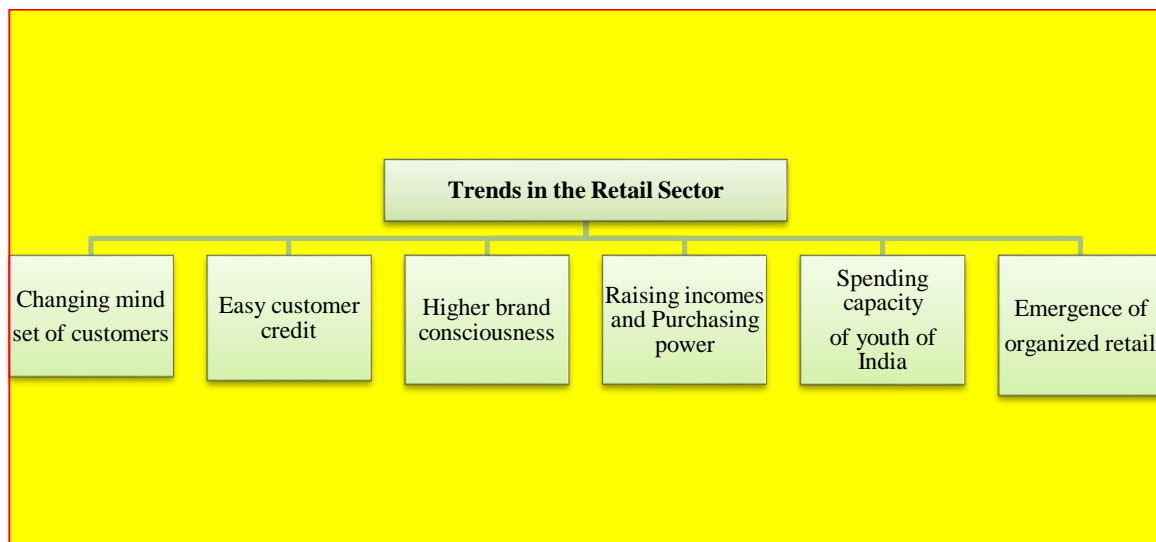 Trends in the Retail Sector
Changing mind
set of customers
Easy customer
credit
Higher brand
consciousness
Raising incomes
and Purchasing
power
Spending
capacity
of youth of
India
Emergence of
organized retail